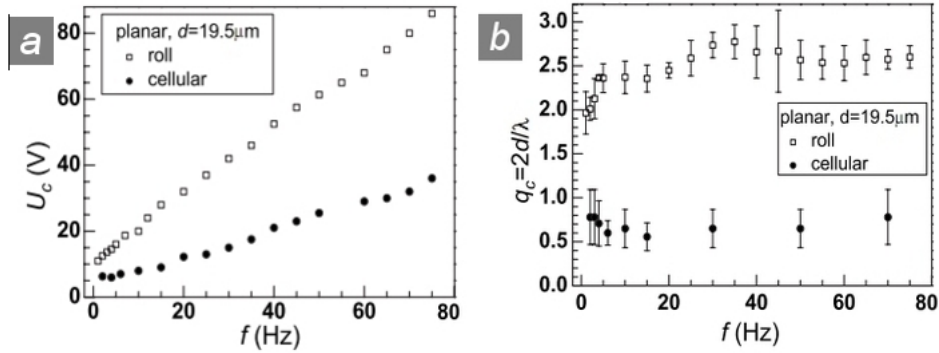 a
planar, d=19.5μm
roll
cellular
80
60
40
20
0
U_c (V)
0 20 40 60 80
f (Hz)
b
3.0
2.5
2.0
1.5
1.0
0.5
0.0
q_c=2d/λ
planar, d=19.5μm
roll
cellular
0 20 40 60 80
f (Hz)